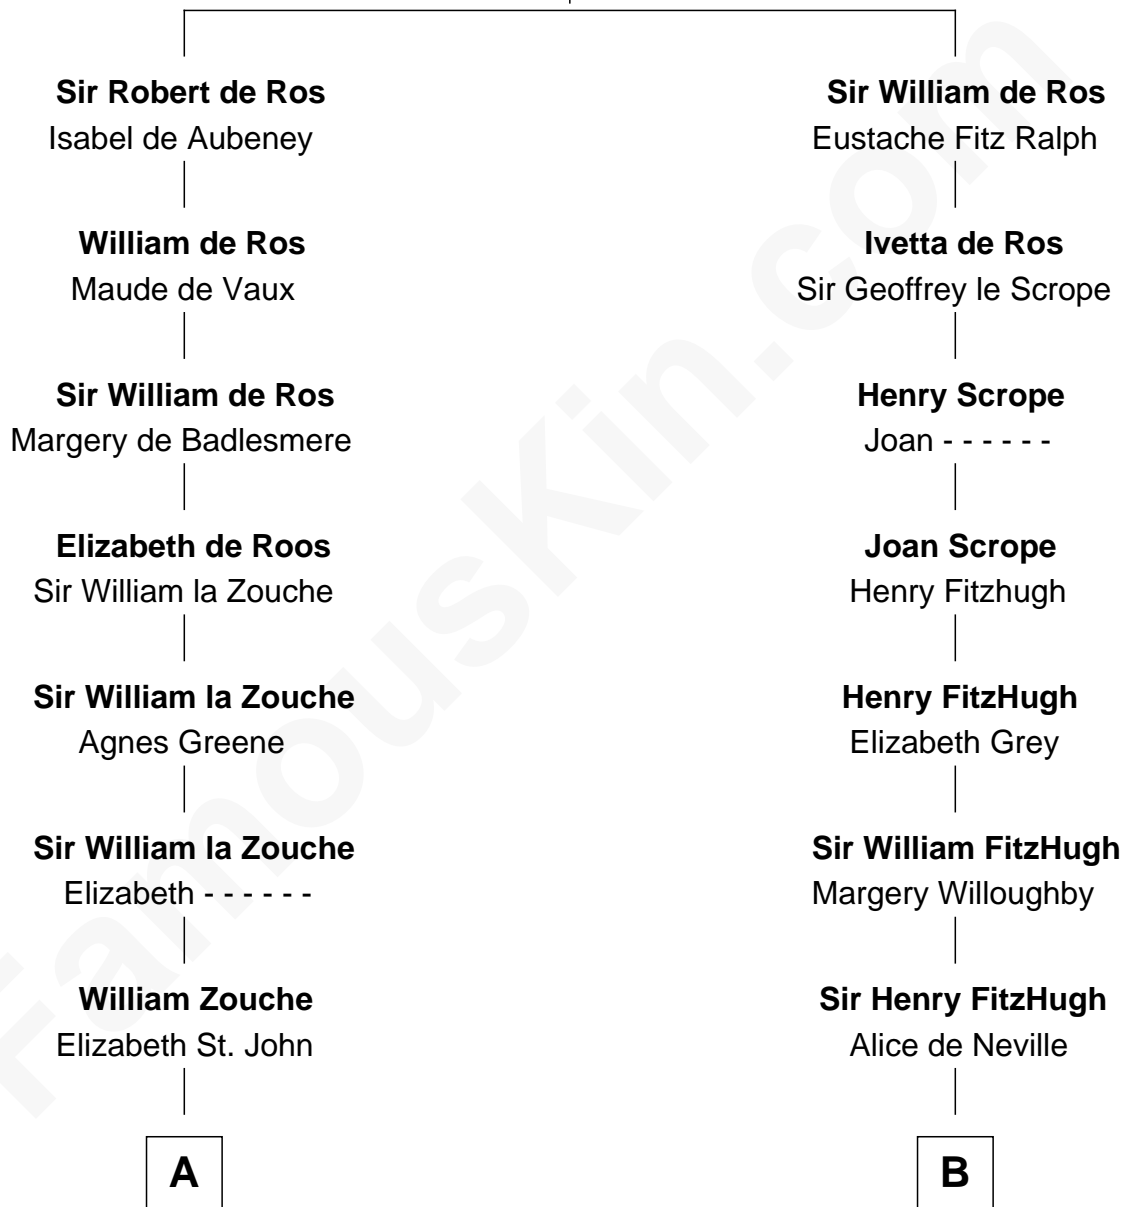 Sir Robert de Ros
Isabel de Aubeney
William de Ros
Maude de Vaux
Sir William de Ros
Margery de Badlesmere
Elizabeth de Roos
Sir William la Zouche
Sir William la Zouche
Agnes Greene
Sir William la Zouche
Elizabeth - - - - - -
William Zouche
Elizabeth St. John
A
Sir William de Ros
Eustache Fitz Ralph
Ivetta de Ros
Sir Geoffrey le Scrope
Henry Scrope
Joan - - - - - -
Joan Scrope
Henry Fitzhugh
Henry FitzHugh
Elizabeth Grey
Sir William FitzHugh
Margery Willoughby
Sir Henry FitzHugh
Alice de Neville
B
FamousKin.com